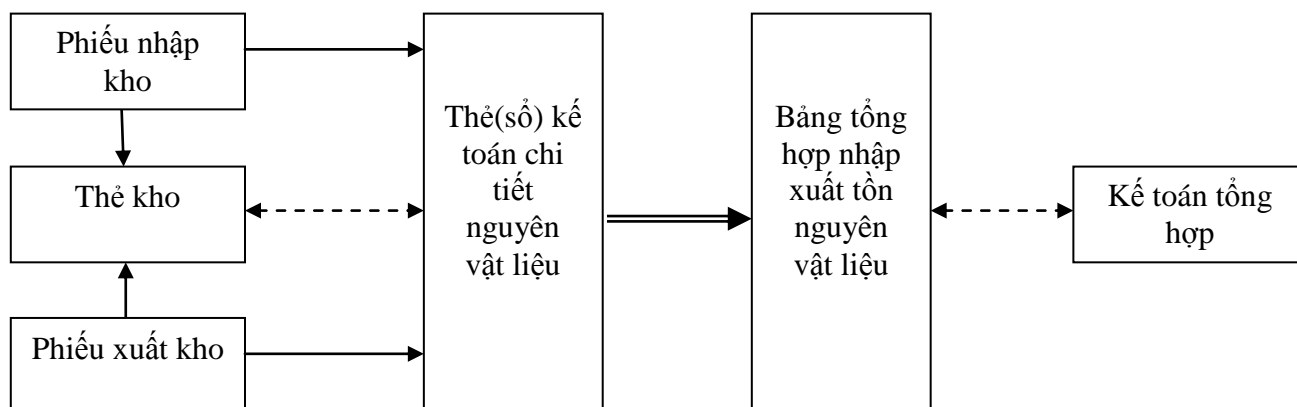 Phiếu nhập
kho
Thẻ kho
Phiếu xuất kho
Thẻ(sổ) kế
toán chi
tiết
nguyên
vật liệu
Bảng tổng
hợp nhập
xuất tồn
nguyên
vật liệu
Kế toán tổng
hợp